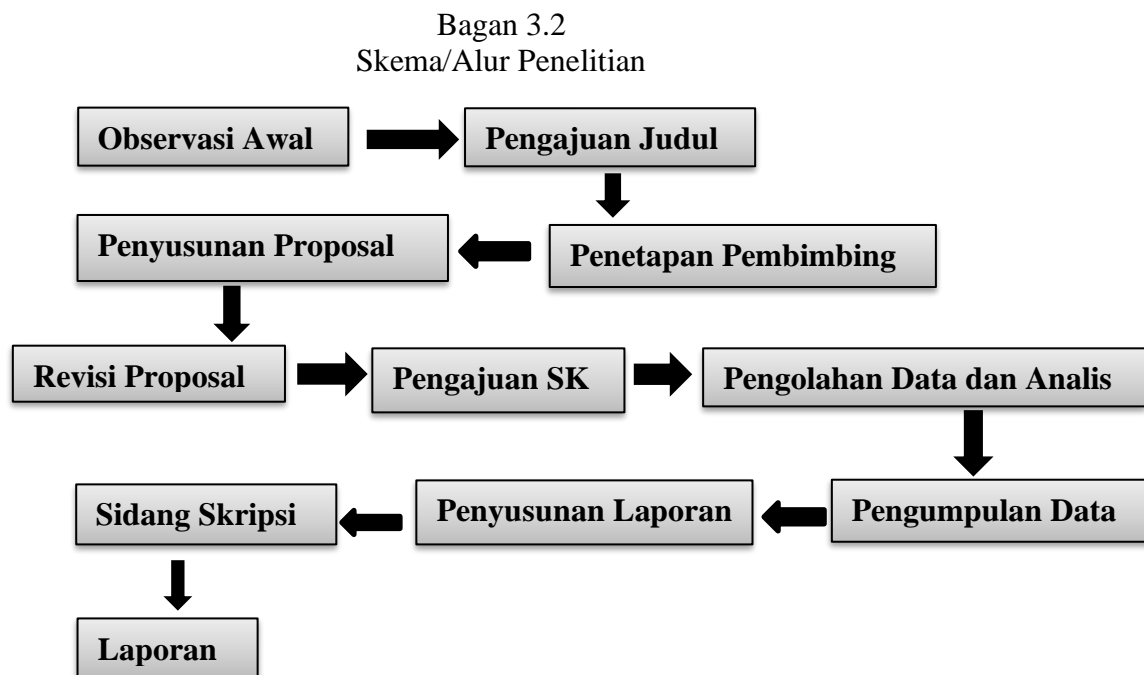 Bagan 3.2
Skema/Alur Penelitian
Observasi Awal
Pengajuan Judul
Penyusunan Proposal
Penetapan Pembimbing
Revisi Proposal
Pengajuan SK
Pengolahan Data dan Analis
Sidang Skripsi
Penyusunan Laporan
Pengumpulan Data
Laporan